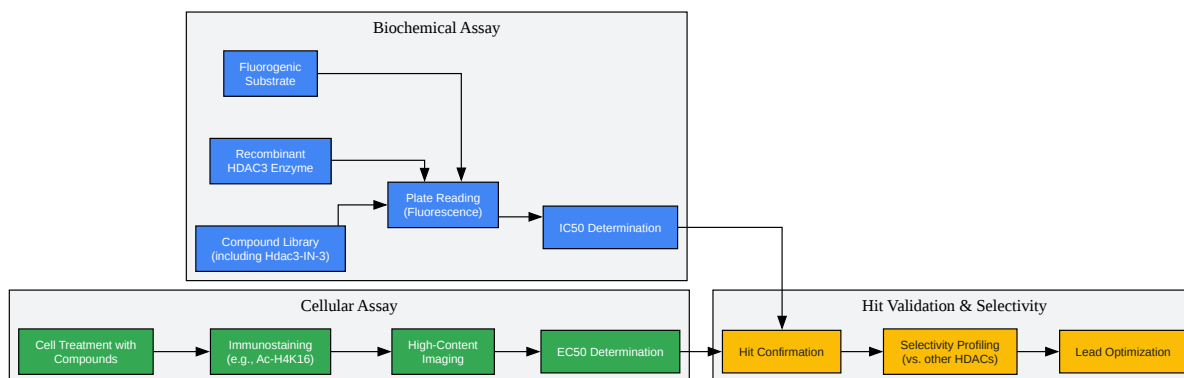 Biochemical Assay
Fluorogenic
Substrate
Recombinant
HDAC3 Enzyme
Plate Reading
(Fluorescence)
Compound Library
(including Hdac3-IN-3)
IC50 Determination
Cellular Assay
Cell Treatment with
Compounds
Immunostaining
(e.g., Ac-H4K16)
High-Content
Imaging
EC50 Determination
Hit Validation & Selectivity
Hit Confirmation
Selectivity Profiling
(vs. other HDACs)
Lead Optimization